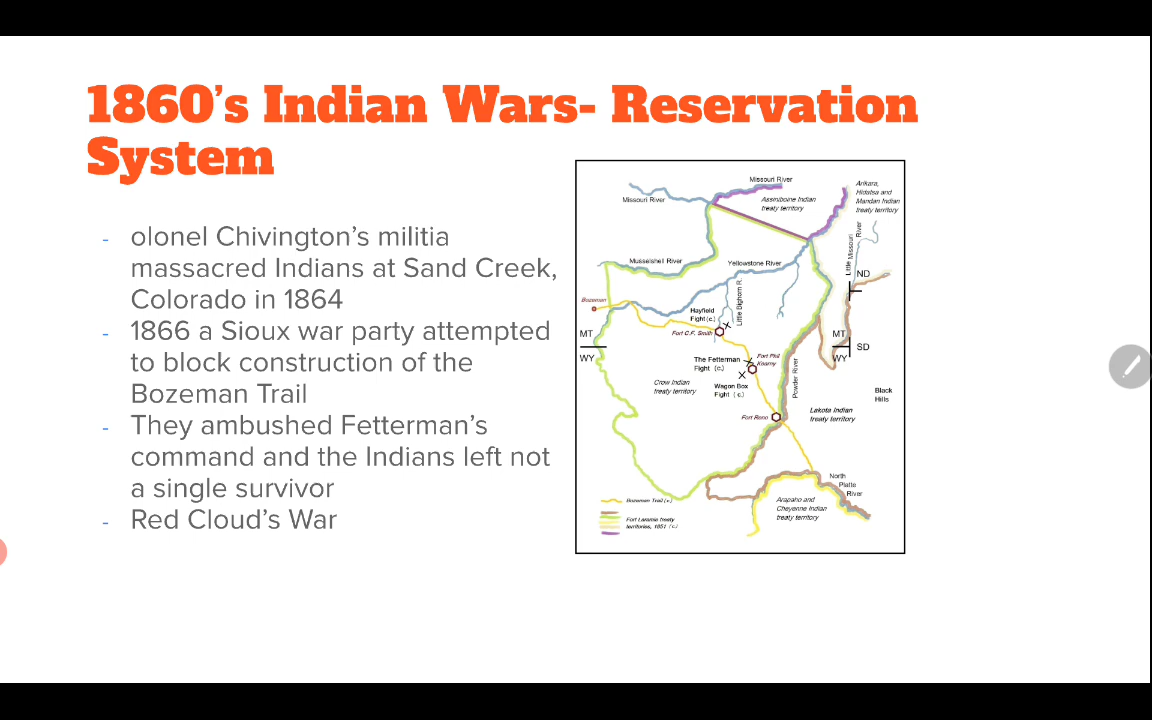 1860's Indian Wars- Reservation
System
- olonel Chivington's militia
massacred Indians at Sand Creek,
Colorado in 1864
- 1866 a Sioux war party attempted
to block construction of the
Bozeman Trail
- They ambushed Fetterman's
command and the Indians left not
a single survivor
- Red Cloud's War
Missouri River
Missouri River
Assiniboine Indian
treaty territory
Arikara,
Hidatsa and
Mandan Indian
treaty territory
Musselshell River
Yellowstone River
Little Missouri
River
ND
Bozeman
Little Bighorn R.
Hayfield
Fight (c.)
Fort C.F. Smith
MT
WY
MT
WY
SD
The Fetterman
Fight (c.)
Fort Phil
Kearny
Wagon Box
Fight (c.)
Crow Indian
treaty territory
Powder River
Black
Hills
Fort Reno
Lakota Indian
treaty territory
North
Platte
River
Arapaho and
Cheyenne Indian
treaty territory
Bozeman Trail (c.)
Fort Laramie treaty
territories, 1851 (c.)